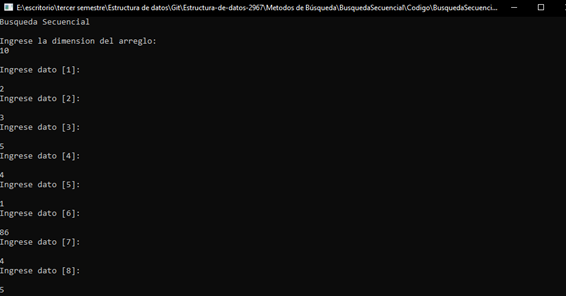 E:\escritorio\tercer semestre\Estructura de datos\Git\Estructura-de-datos-2967\Metodos de Búsqueda\BusquedaSecuencial\Codigo\BusquedaSecuenci...
Busqueda Secuencial
Ingrese la dimension del arreglo:
10
Ingrese dato [1]:
2
Ingrese dato [2]:
3
Ingrese dato [3]:
5
Ingrese dato [4]:
4
Ingrese dato [5]:
1
Ingrese dato [6]:
86
Ingrese dato [7]:
4
Ingrese dato [8]:
5